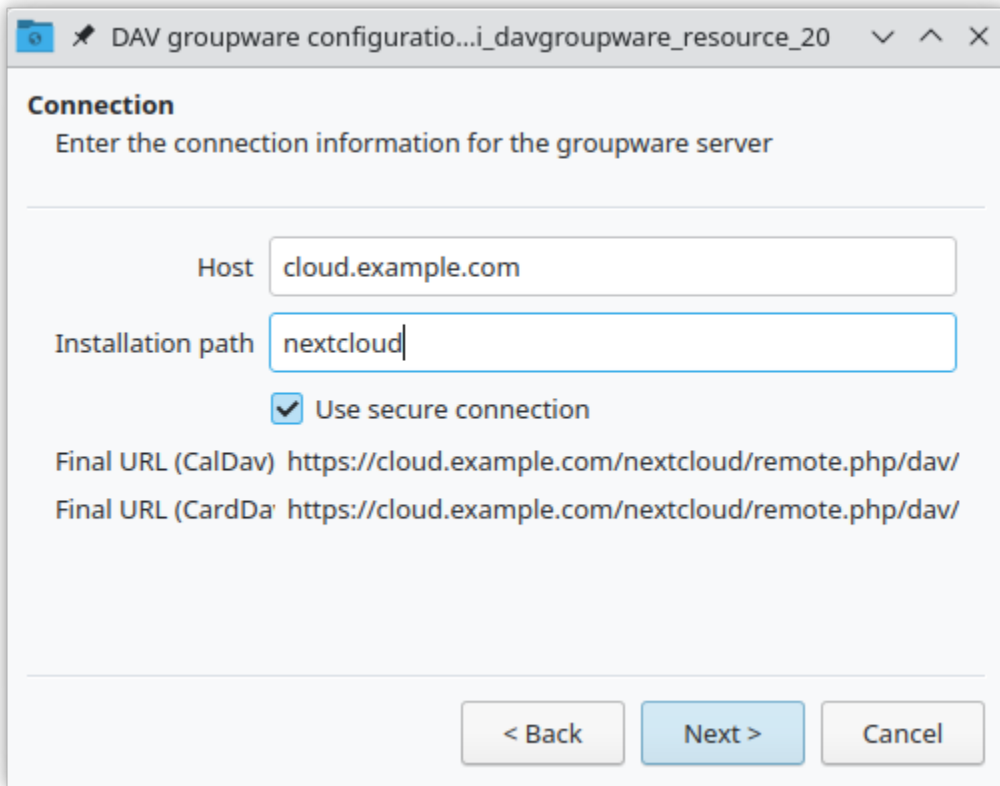 DAV groupware configuratio...i_davgroupware_resource_20
Connection
Enter the connection information for the groupware server
Host cloud.example.com
Installation path nextcloud
Use secure connection
Final URL (CalDav) https://cloud.example.com/nextcloud/remote.php/dav/
Final URL (CardDa https://cloud.example.com/nextcloud/remote.php/dav/
< Back Next > Cancel